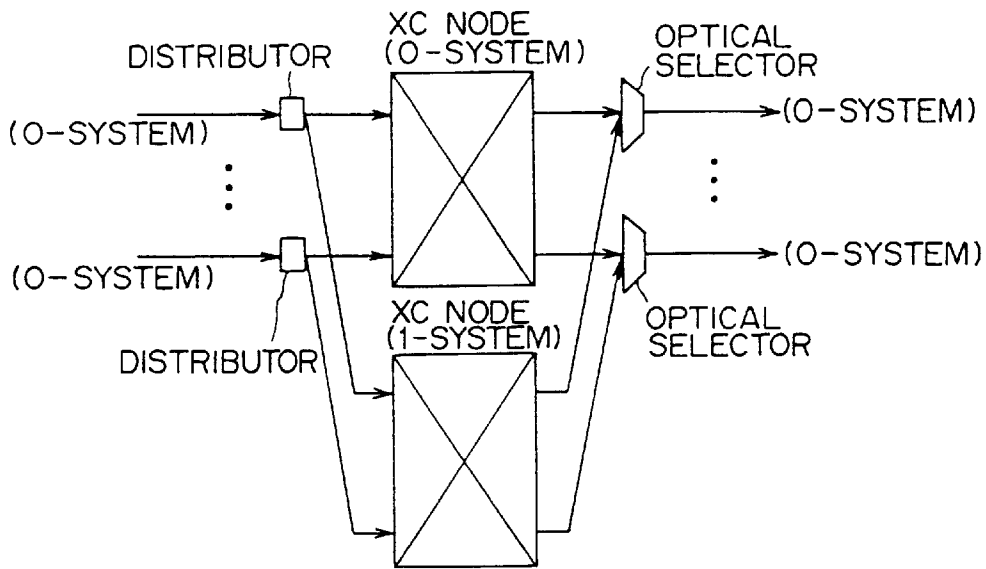 XC NODE
(0-SYSTEM)
DISTRIBUTOR
OPTICAL
SELECTOR
(0-SYSTEM)
(0-SYSTEM)
(0-SYSTEM)
(0-SYSTEM)
XC NODE
(1-SYSTEM)
OPTICAL
SELECTOR
DISTRIBUTOR